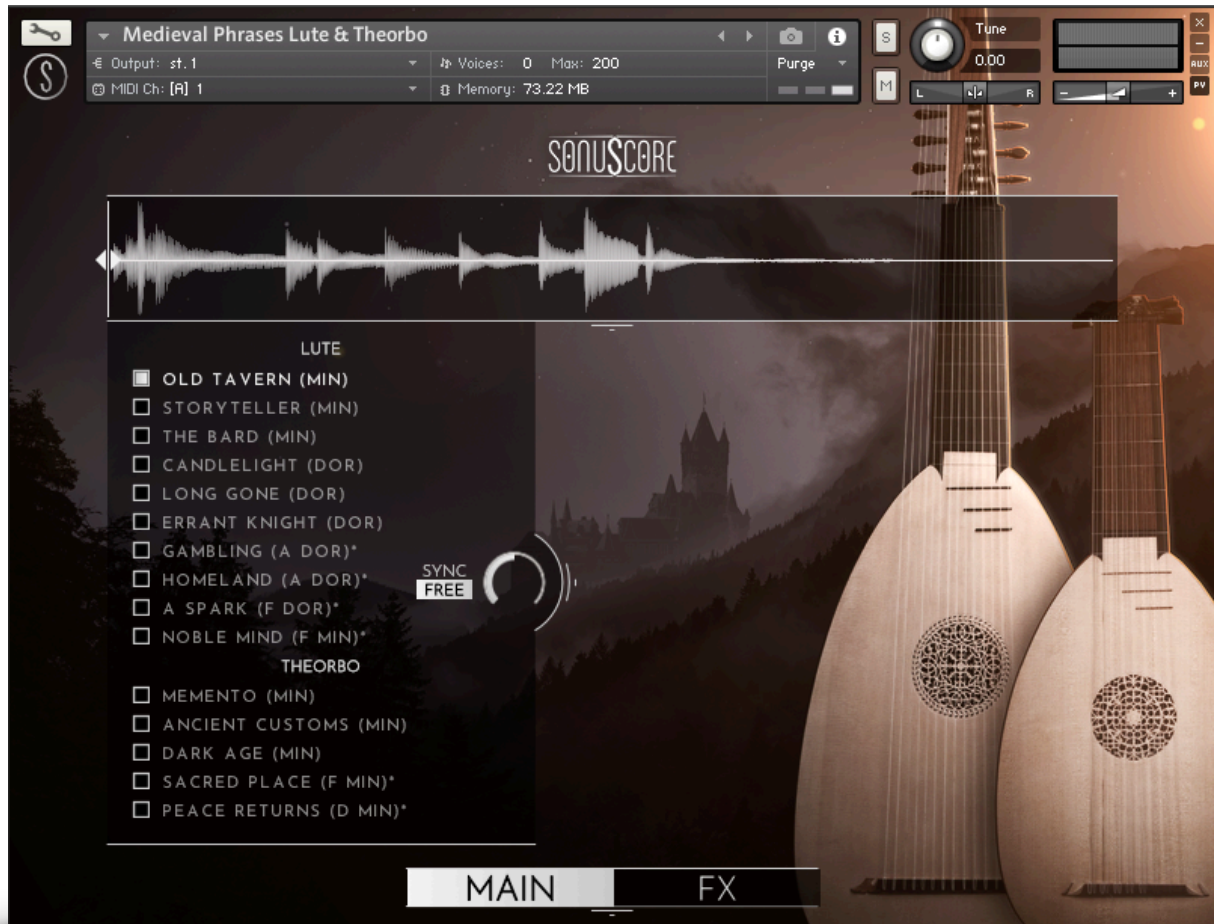 Medieval Phrases Lute & Theorbo
Output: st. 1
Voices: 0 Max: 200
Purge
MIDI Ch: [A] 1
Memory: 73.22 MB
S
M
Tune
0.00
L R
- +
X
-
AUX
PV
SONUSCORE
LUTE
OLD TAVERN (MIN)
STORYTELLER (MIN)
THE BARD (MIN)
CANDLELIGHT (DOR)
LONG GONE (DOR)
ERRANT KNIGHT (DOR)
GAMBLING (A DOR)*
HOMELAND (A DOR)*
A SPARK (F DOR)*
NOBLE MIND (F MIN)*
SYNC
FREE
THEORBO
MEMENTO (MIN)
ANCIENT CUSTOMS (MIN)
DARK AGE (MIN)
SACRED PLACE (F MIN)*
PEACE RETURNS (D MIN)*
MAIN FX